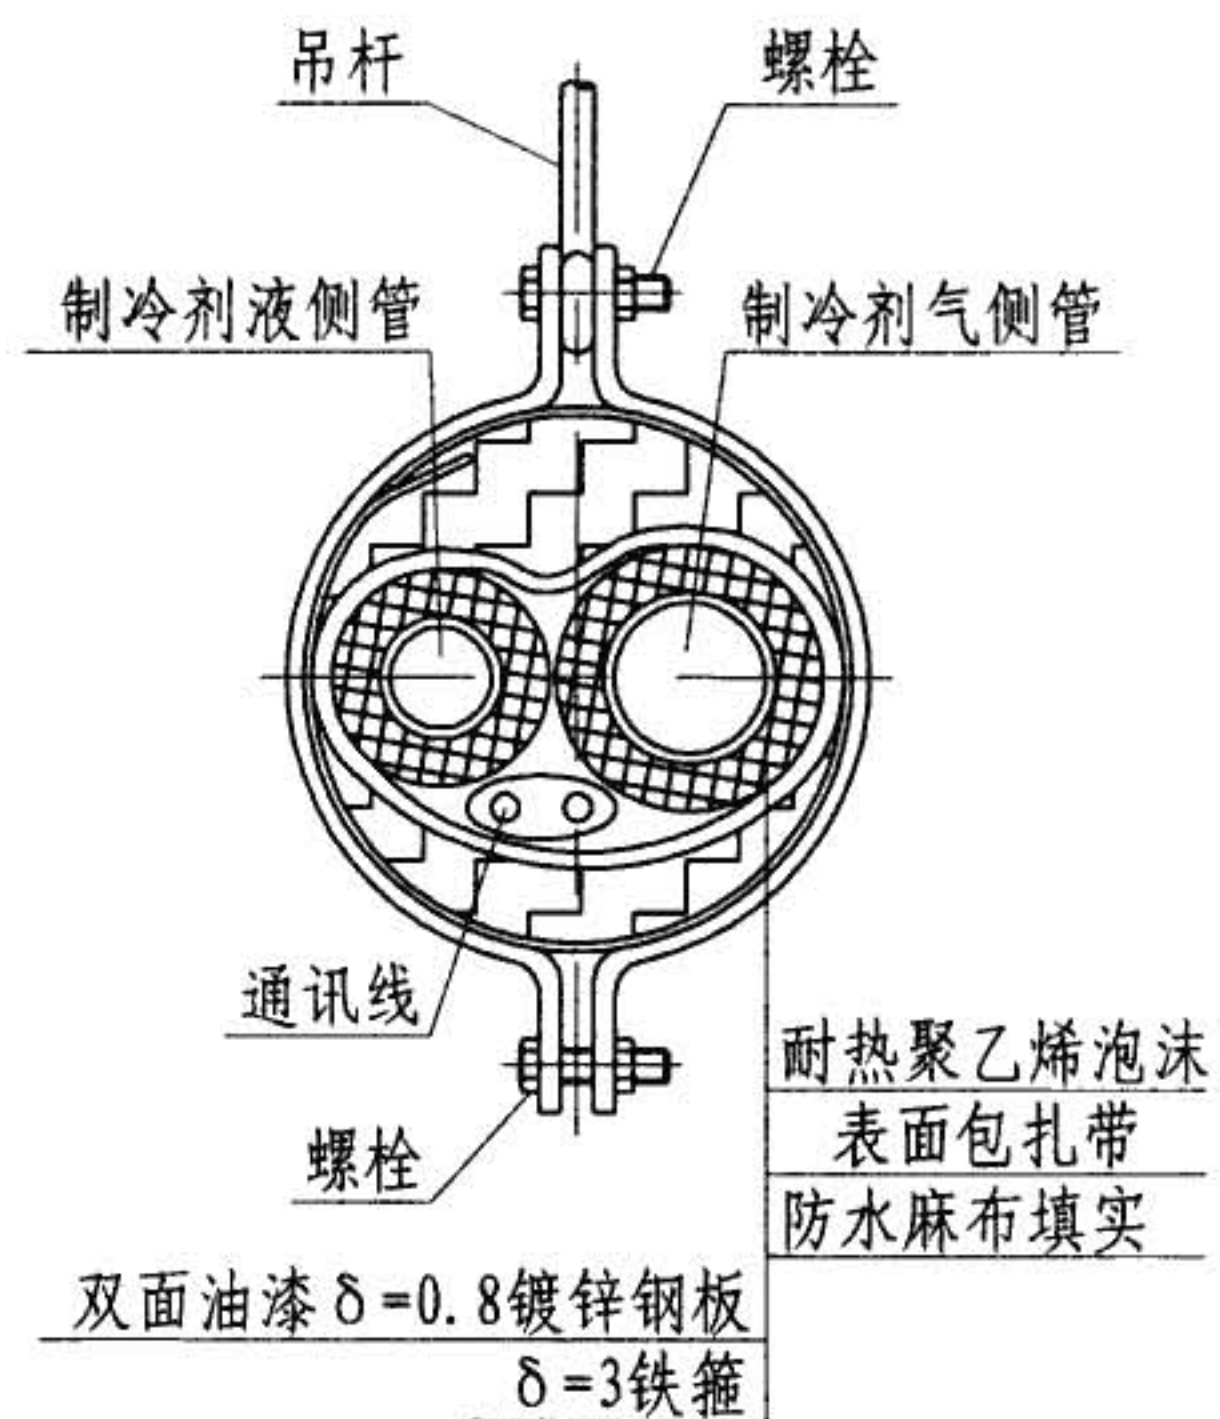 吊杆
螺栓
制冷剂液侧管
制冷剂气侧管
通讯线
耐热聚乙烯泡沫
表面包扎带
螺栓
防水麻布填实
双面油漆δ=0.8镀锌钢板
δ=3铁箍